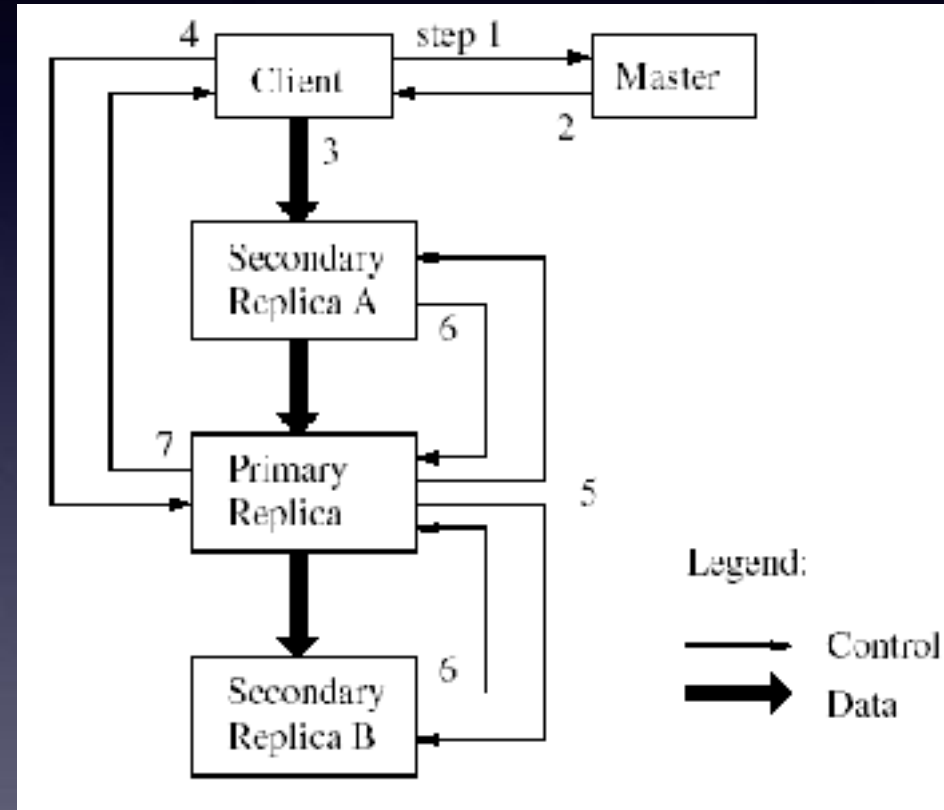 4
step 1
Client
Master
2
3
Secondary
Replica A
6
7
Primary
Replica
5
Legend:
Control
6
Secondary
Replica B
Data